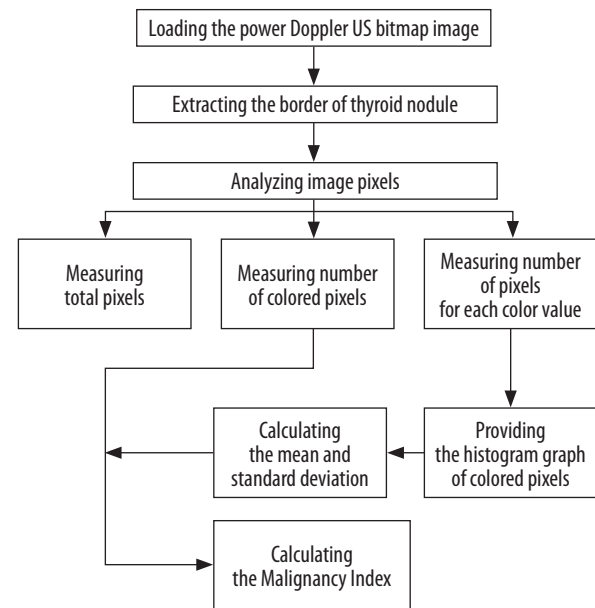 Loading the power Doppler US bitmap image
Extracting the border of thyroid nodule
Analyzing image pixels
Measuring
total pixels
Measuring number
of colored pixels
Measuring number
of pixels
for each color value
Calculating
the mean and
standard deviation
Providing
the histogram graph
of colored pixels
Calculating
the Malignancy Index